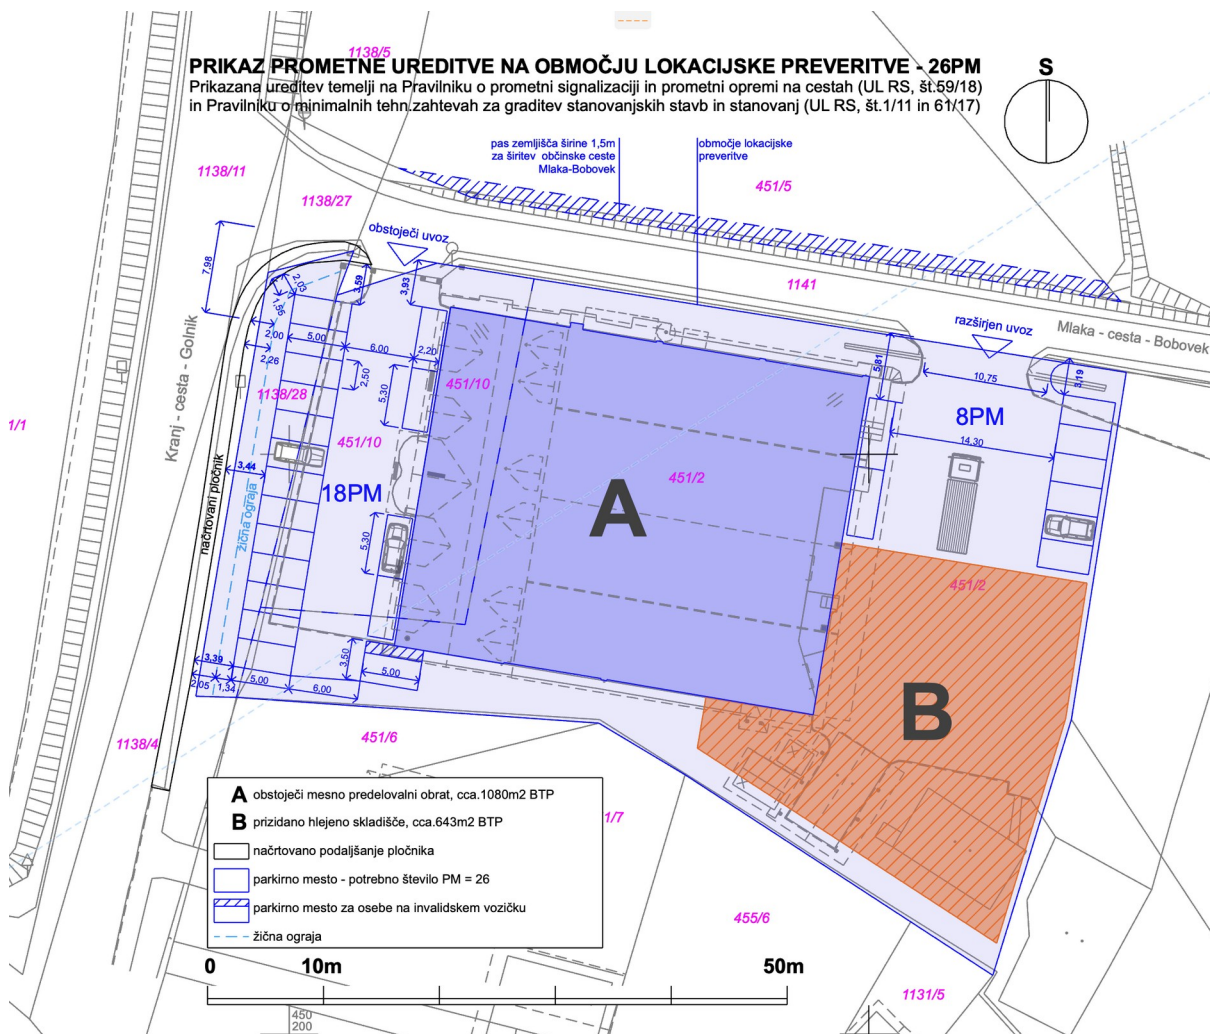 1138/5
PRIKAZ PROMETNE UREDITVE NA OBMOČJU LOKACIJSKE PREVERITVE - 26PM
Prikazana ureditev temelji na Pravilniku o prometni signalizaciji in prometni opremi na cestah (UL RS, št.59/18)
in Pravilniku o minimalnih tehn.zahtevah za graditev stanovanjskih stavb in stanovanj (UL RS, št.1/11 in 61/17)
S
pas zemljišča širine 1,5m
za širitev občinske ceste
Mlaka-Bobovek
območje lokacijske
preveritve
1138/11
1138/27
451/5
obstoječi uvoz
7,98
2,03
1,56
3,59
3,93
1141
razširjen uvoz
Mlaka - cesta - Bobovek
Kranj - cesta - Golnik
2,00
5,00
6,00
2,20
2,26
2,50
5,30
5,81
10,75
3,19
1138/28
451/10
451/10
8PM
14,30
1/1
3,44
18PM
451/2
A
načrtovani pločnik
žična ograja
5,30
451/2
3,39
3,50
5,00
2,05
1,34
5,00
6,00
B
1138/4
451/6
A obstoječi mesno predelovalni obrat, cca.1080m2 BTP
B prizidano hlejeno skladišče, cca.643m2 BTP
1/7
načrtovano podaljšanje pločnika
parkirno mesto - potrebno število PM = 26
parkirno mesto za osebe na invalidskem vozičku
žična ograja
455/6
0 10m 50m
1131/5
450
200